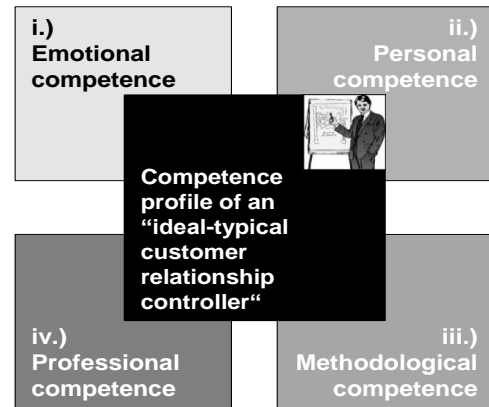 i.)
Emotional
competence
ii.)
Personal
competence
Competence
profile of an
“ideal-typical
customer
relationship
controller“
iv.)
Professional
competence
iii.)
Methodological
competence